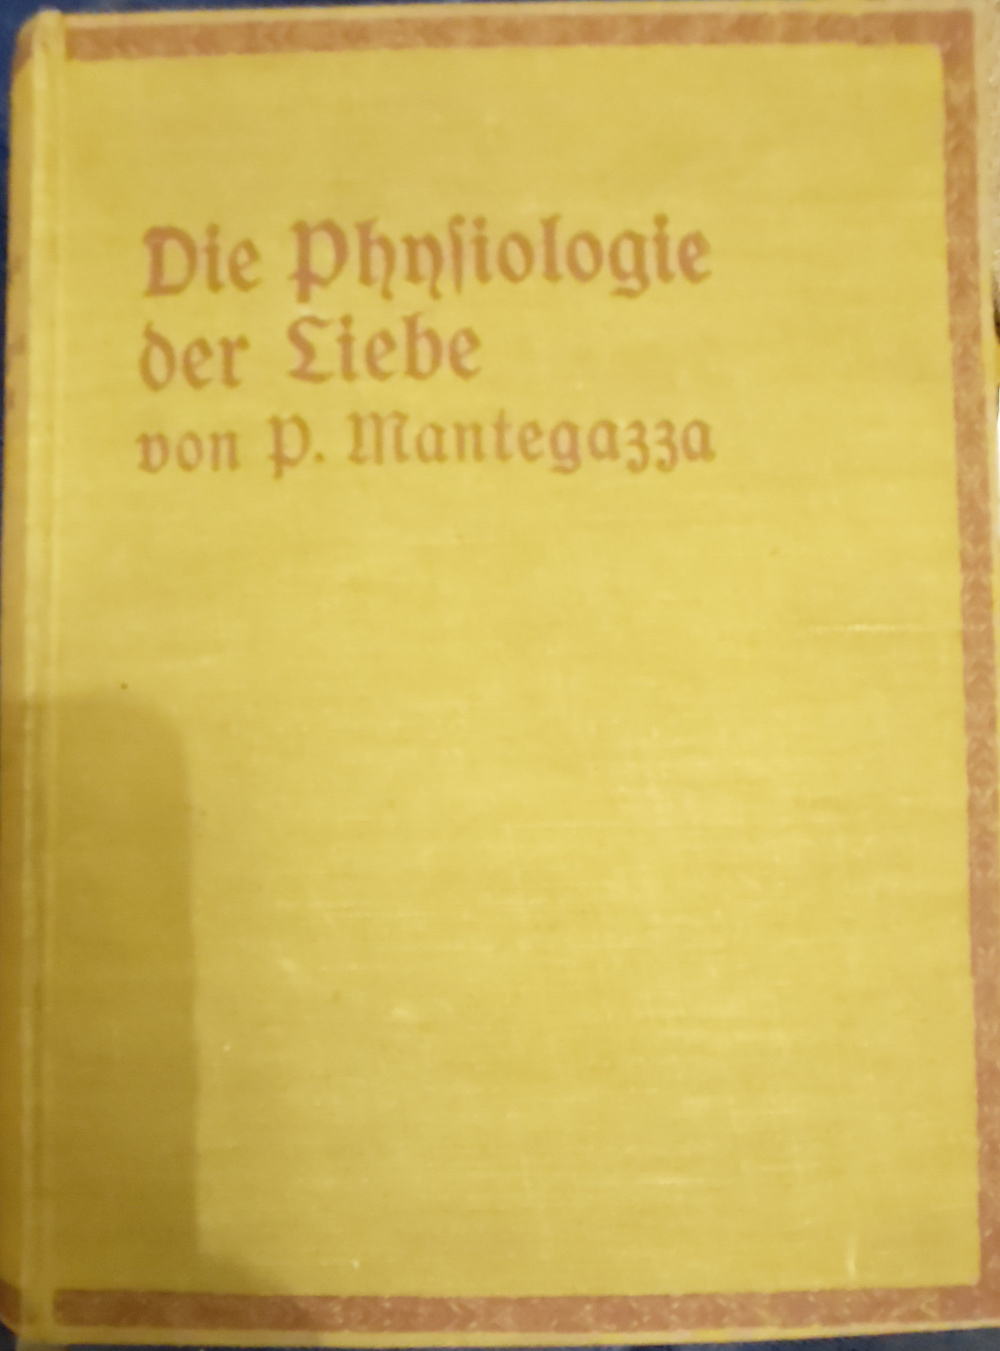 Die Phyſiologie
der Liebe
von P. Mantegazza